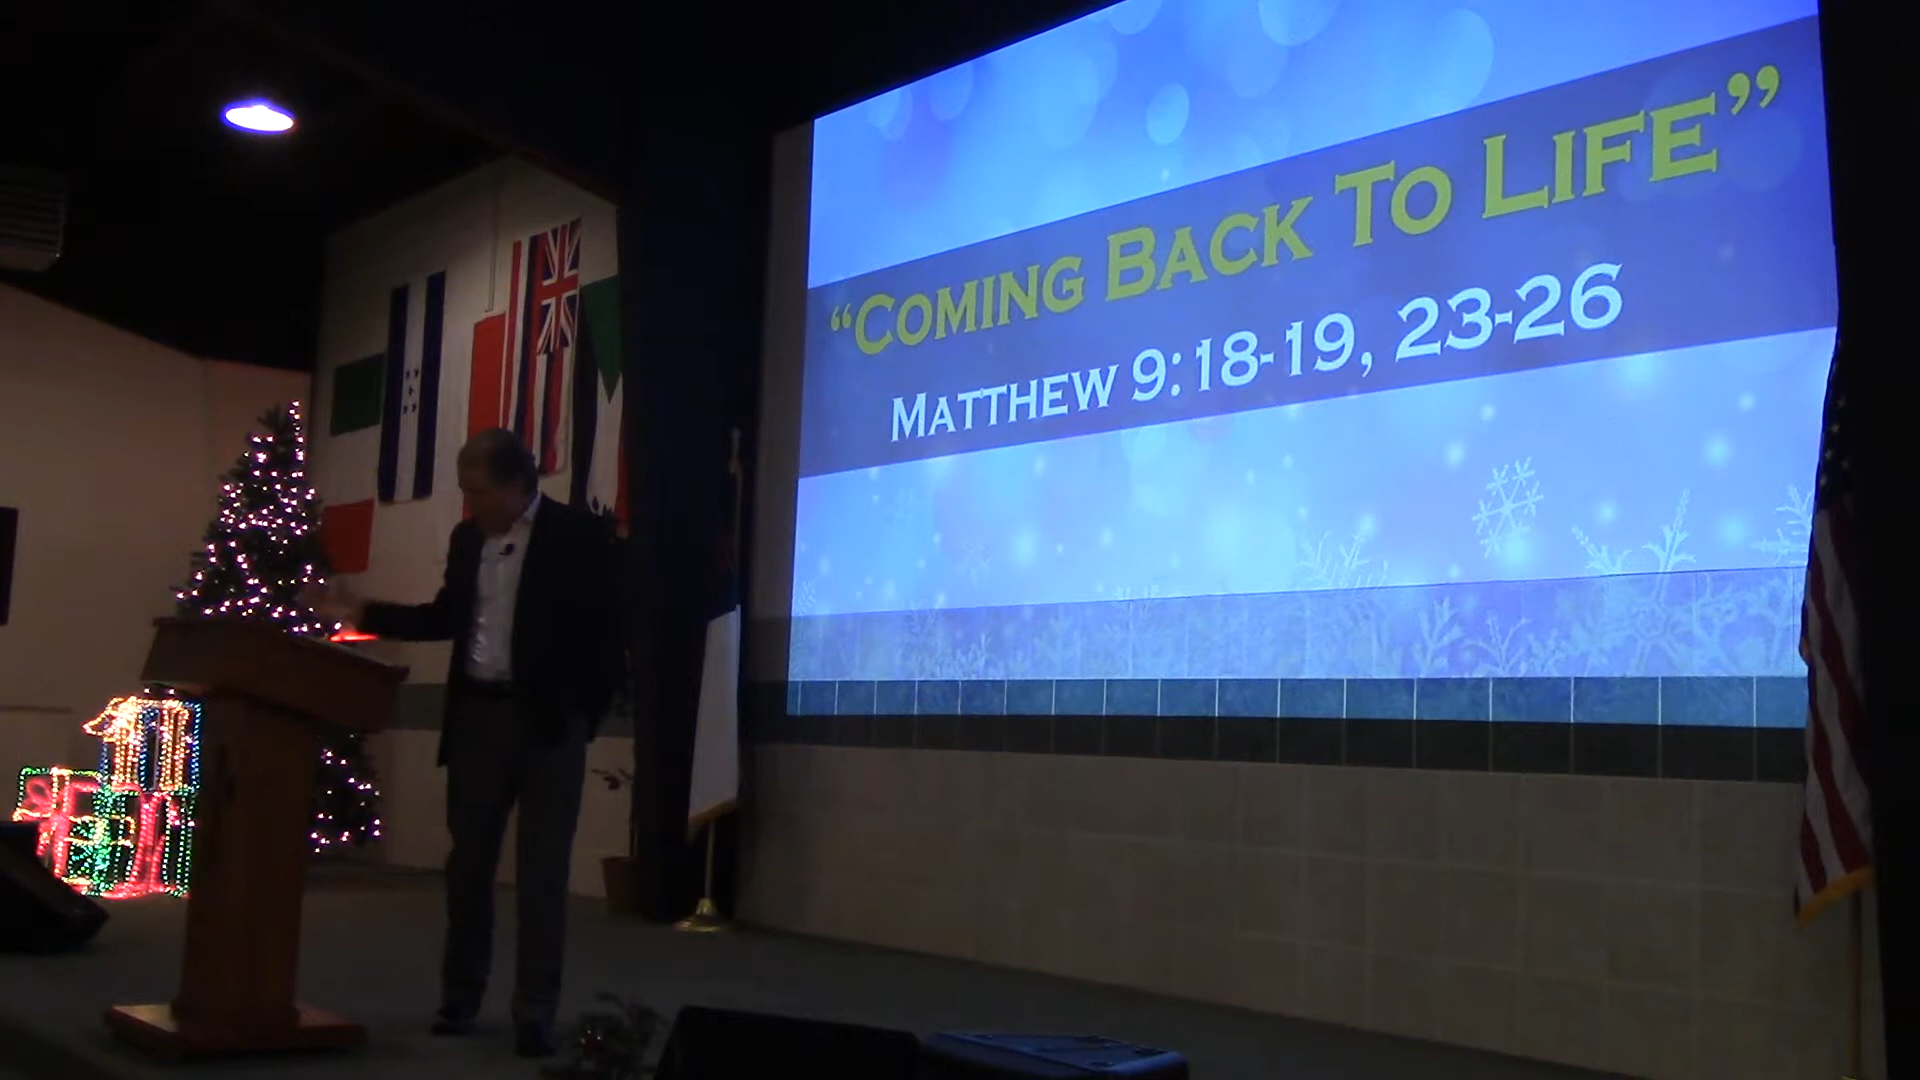 “Coming Back To Life”
Matthew 9:18-19, 23-26